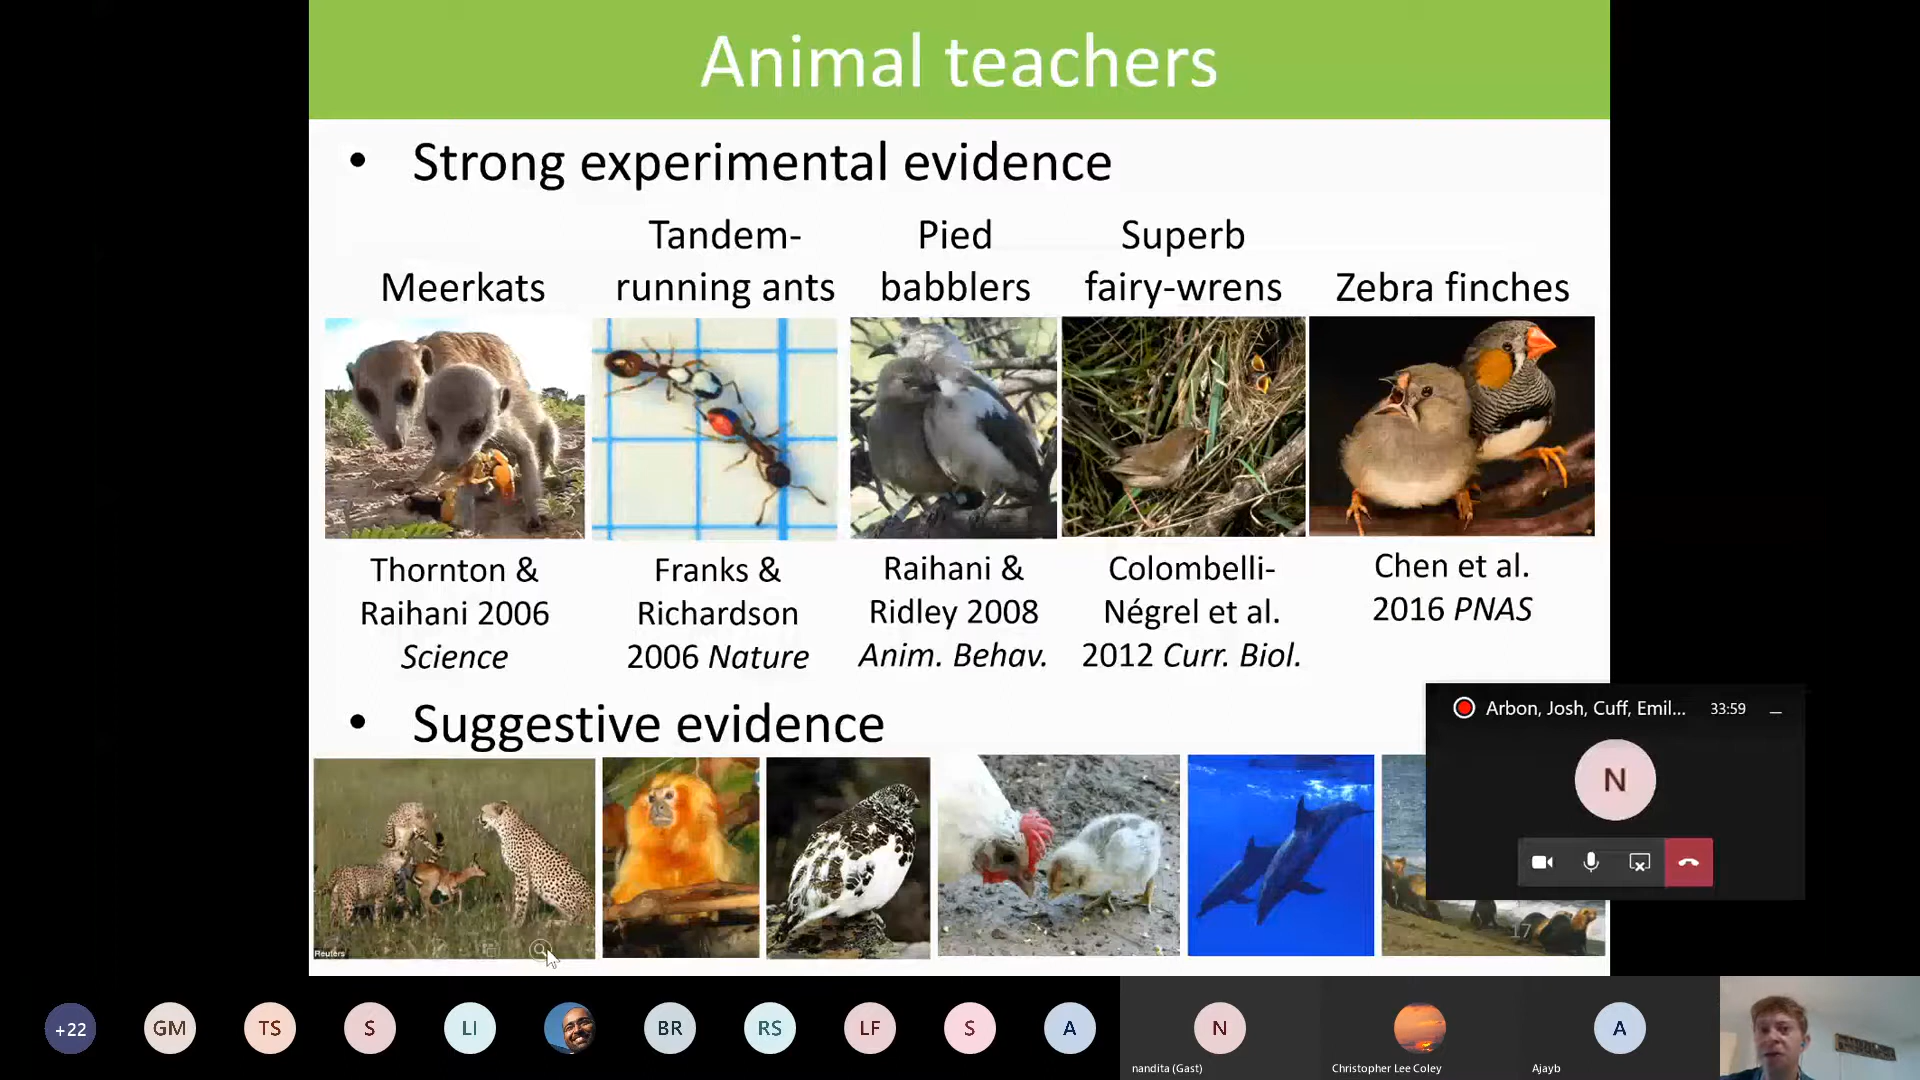 Animal teachers
• Strong experimental evidence
Meerkats
Tandem-
running ants
Pied
babblers
Superb
fairy-wrens
Zebra finches
Thornton &
Raihani 2006
Science
Franks &
Richardson
2006 Nature
Raihani &
Ridley 2008
Anim. Behav.
Colombelli-
Négrel et al.
2012 Curr. Biol.
Chen et al.
2016 PNAS
• Suggestive evidence
Arbon, Josh, Cuff, Emil... 33:59
N
Reuters
17
+22
GM
TS
S
LI
BR
RS
LF
S
A
N
nandita (Gast)
Christopher Lee Coley
A
Ajayb